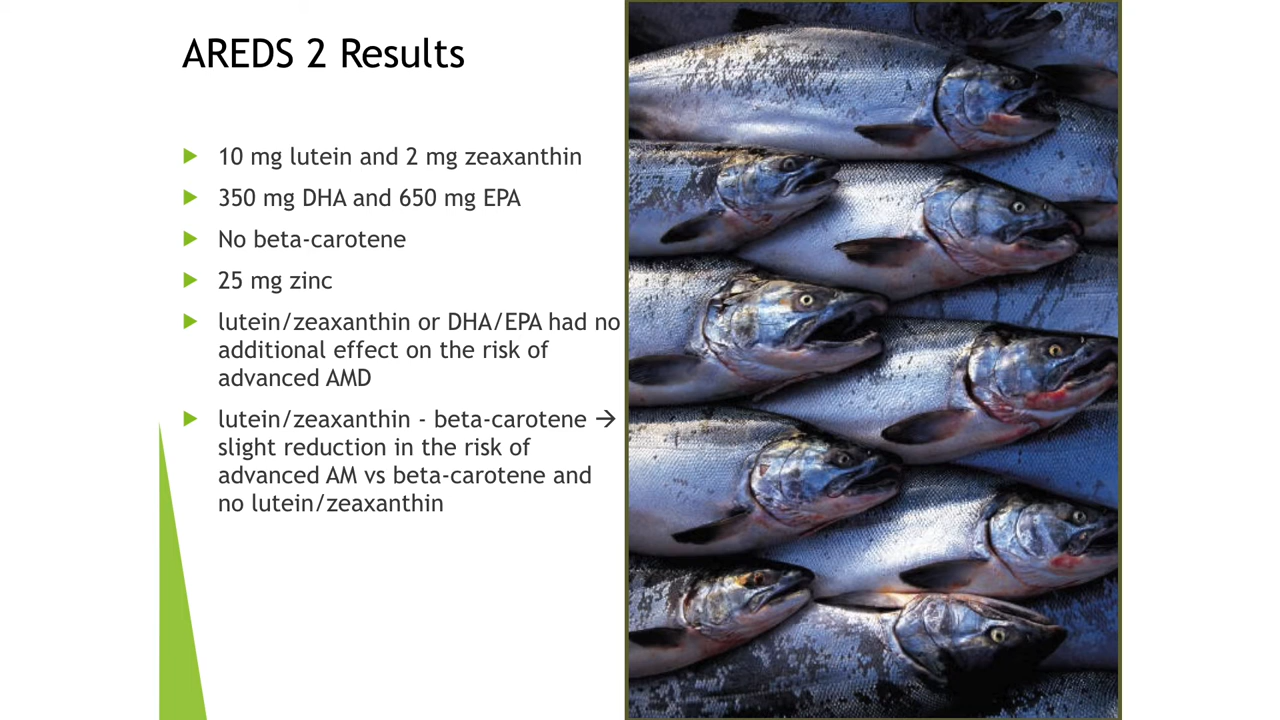 AREDS 2 Results
10 mg lutein and 2 mg zeaxanthin
350 mg DHA and 650 mg EPA
No beta-carotene
25 mg zinc
lutein/zeaxanthin or DHA/EPA had no
additional effect on the risk of
advanced AMD
lutein/zeaxanthin - beta-carotene →
slight reduction in the risk of
advanced AM vs beta-carotene and
no lutein/zeaxanthin